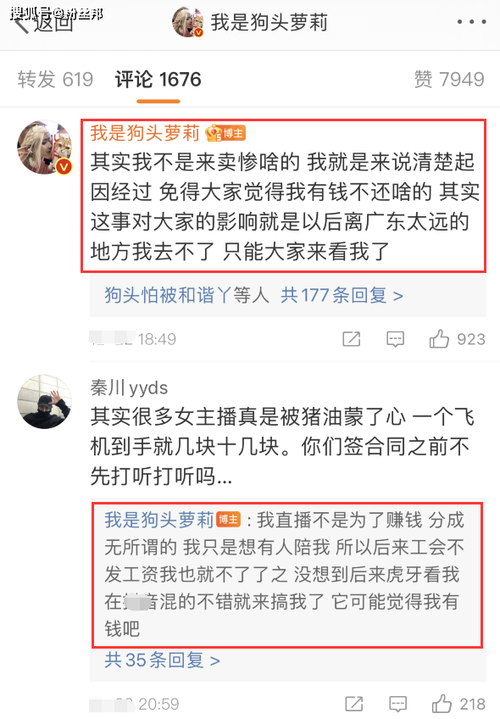 搜狐号@粉丝邦
返回
我是狗头萝莉
转发 619 评论 1676 赞 7949
我是狗头萝莉 博主
其实我不是来卖惨啥的 我就是来说清楚起
因经过 免得大家觉得我有钱不还啥的 其实
这事对大家的影响就是以后离广东太远的
地方我去不了 只能大家来看我了
狗头怕被和谐丫等人 共177条回复 >
18:49 923
秦川yyds
其实很多女主播真是被猪油蒙了心 一个飞
机到手就几块十几块。你们签合同之前不
先打听打听吗...
我是狗头萝莉 博主 : 我直播不是为了赚钱 分成
无所谓的 我只是想有人陪我 所以后来工会不
发工资我也就不了了之 没想到后来虎牙看我
在 音混的不错就来搞我了 它可能觉得我有
钱吧
共35条回复 >
20:59 218